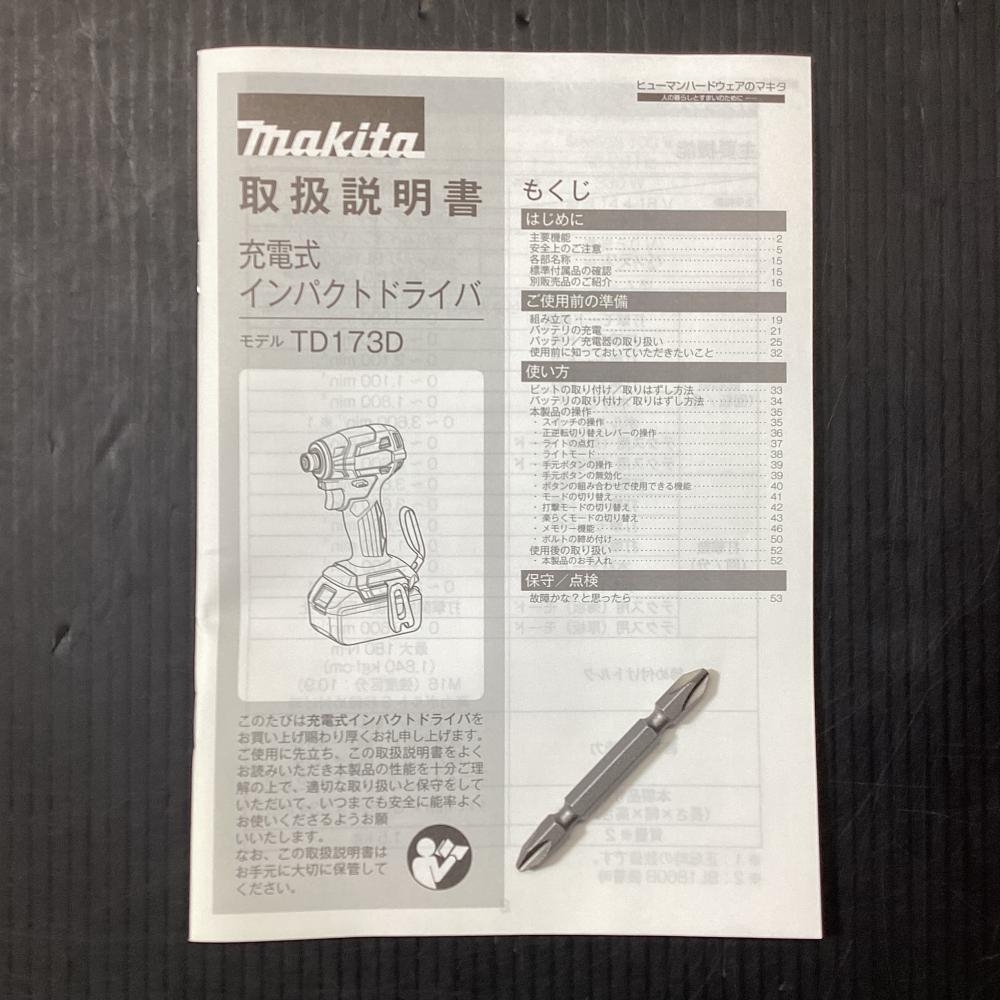 makita
取扱説明書
充電式
インパクトドライバ
モデル TD173D
このたびは充電式インパクトドライバを
お買い上げ賜わり厚くお礼申し上げます。
ご使用に先立ち、この取扱説明書をよく
お読みいただき本製品の性能を十分ご理
解の上で、適切な取り扱いと保守をして
いただいて、いつまでも安全に能率よく
お使いくださるようお願
いいたします。
なお、この取扱説明書は
お手元に大切に保管して
ください。
ヒューマンハードウェアのマキタ
人の暮らしとすまいのために
もくじ
はじめに
主要機能 2
安全上のご注意 5
各部名称 15
標準付属品の確認 15
別販売品のご紹介 16
ご使用前の準備
組み立て 19
バッテリの充電 21
バッテリ／充電器の取り扱い 25
使用前に知っておいていただきたいこと 32
使い方
ビットの取り付け／取りはずし方法 33
バッテリの取り付け／取りはずし方法 34
本製品の操作 35
・スイッチの操作 35
・正逆転切り替えレバーの操作 36
・ライトの点灯 37
・ライトモード 38
・手元ボタンの操作 39
・手元ボタンの無効化 39
・ボタンの組み合わせで使用できる機能 40
・モードの切り替え 41
・打撃モードの切り替え 42
・楽らくモードの切り替え 43
・メモリー機能 46
・ボルトの締め付け 50
使用後の取り扱い 52
・本製品のお手入れ 52
保守／点検
故障かな？と思ったら 53